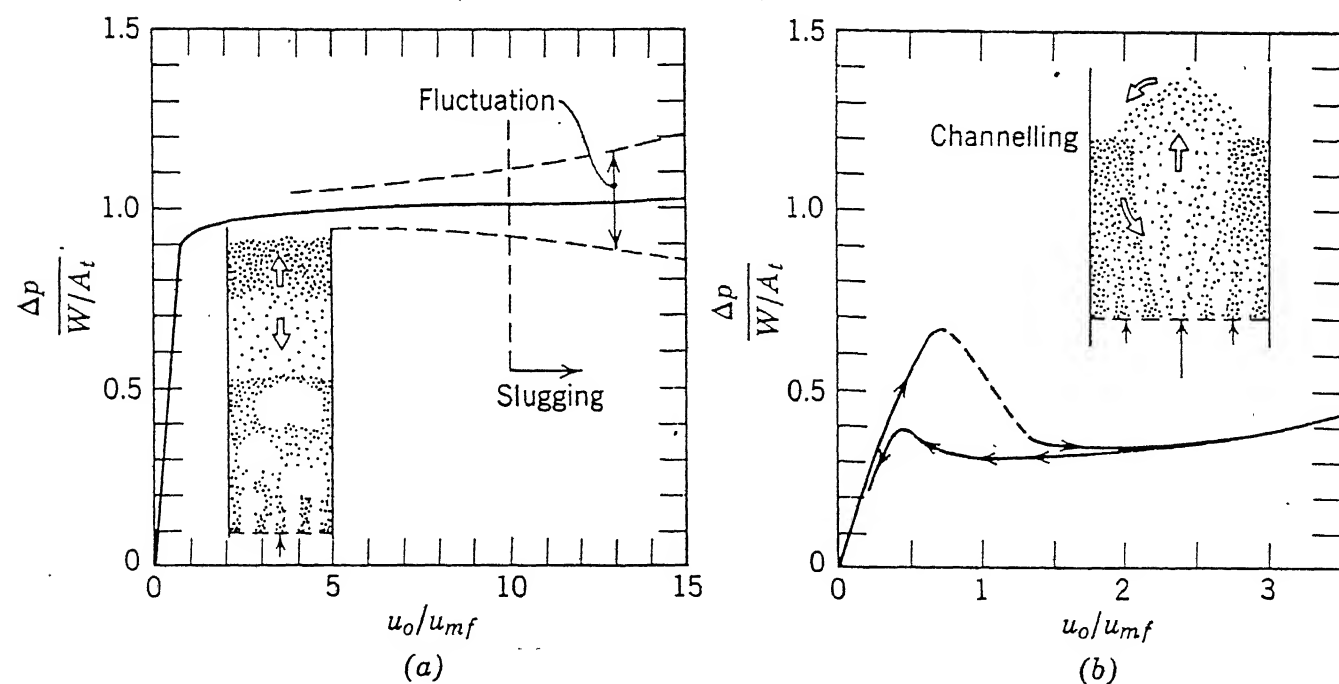 1.5
1.0
0.5
0
Δp
W/A_t
Fluctuation
Slugging
0 5 10 15
u_o/u_mf
(a)
1.5
1.0
0.5
0
Δp
W/A_t
Channelling
0 1 2 3
u_o/u_mf
(b)